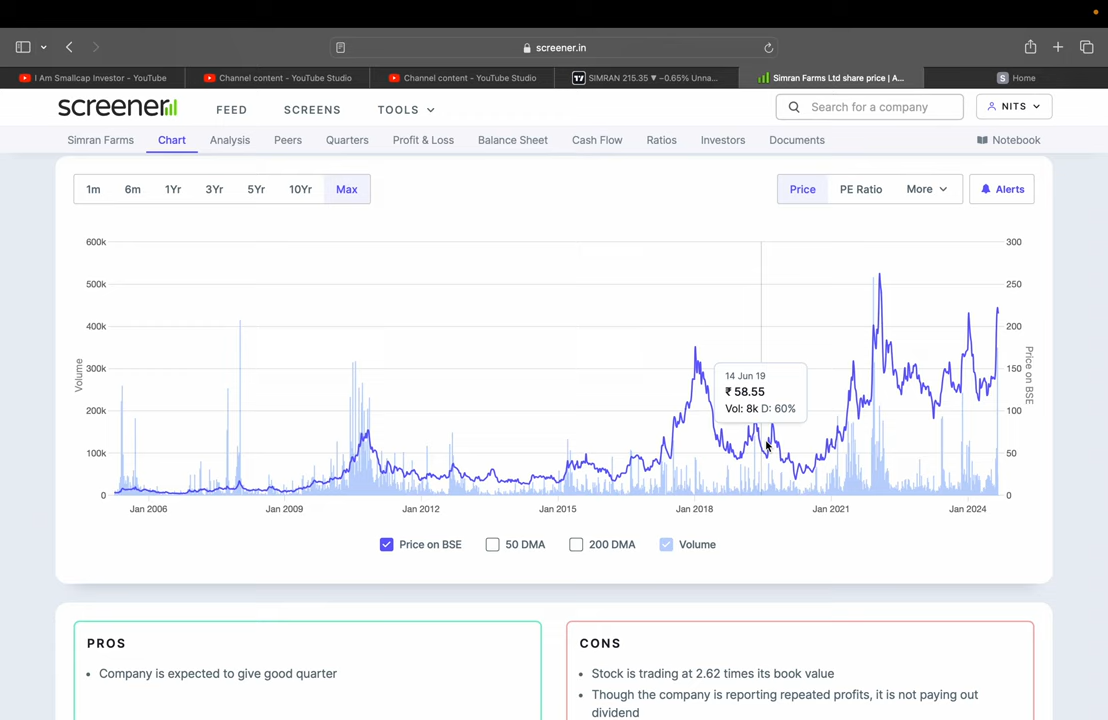 screener.in
I Am Smallcap Investor - YouTube
Channel content - YouTube Studio
Channel content - YouTube Studio
SIMRAN 215.35 ▼ −0.65% Unna...
Simran Farms Ltd share price | A...
S Home
screener
FEED
SCREENS
TOOLS
Search for a company
NITS
Simran Farms
Chart
Analysis
Peers
Quarters
Profit & Loss
Balance Sheet
Cash Flow
Ratios
Investors
Documents
Notebook
1m
6m
1Yr
3Yr
5Yr
10Yr
Max
Price
PE Ratio
More
Alerts
600k
500k
400k
300k
200k
100k
0
Volume
300
250
200
150
100
50
0
Price on BSE
14 Jun 19
₹ 58.55
Vol: 8k D: 60%
Jan 2006
Jan 2009
Jan 2012
Jan 2015
Jan 2018
Jan 2021
Jan 2024
Price on BSE
50 DMA
200 DMA
Volume
PROS
• Company is expected to give good quarter
CONS
• Stock is trading at 2.62 times its book value
• Though the company is reporting repeated profits, it is not paying out
dividend